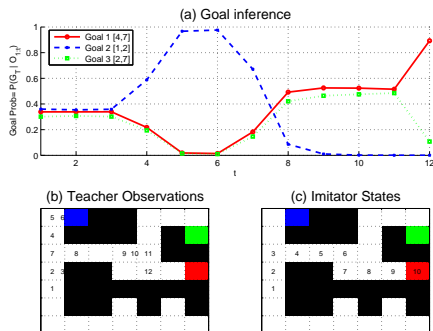 (a) Goal inference
Goal Prob= P(G_T | O_{1:t})
1
0.8
0.6
0.4
0.2
0
Goal 1 [4,7]
Goal 2 [1,2]
Goal 3 [2,7]
2 4 6 8 10 12
t
(b) Teacher Observations
5 6
4
7 8 9 10 11
2 3 12
1
(c) Imitator States
3 4 5 6
2 7 8 9 10
1